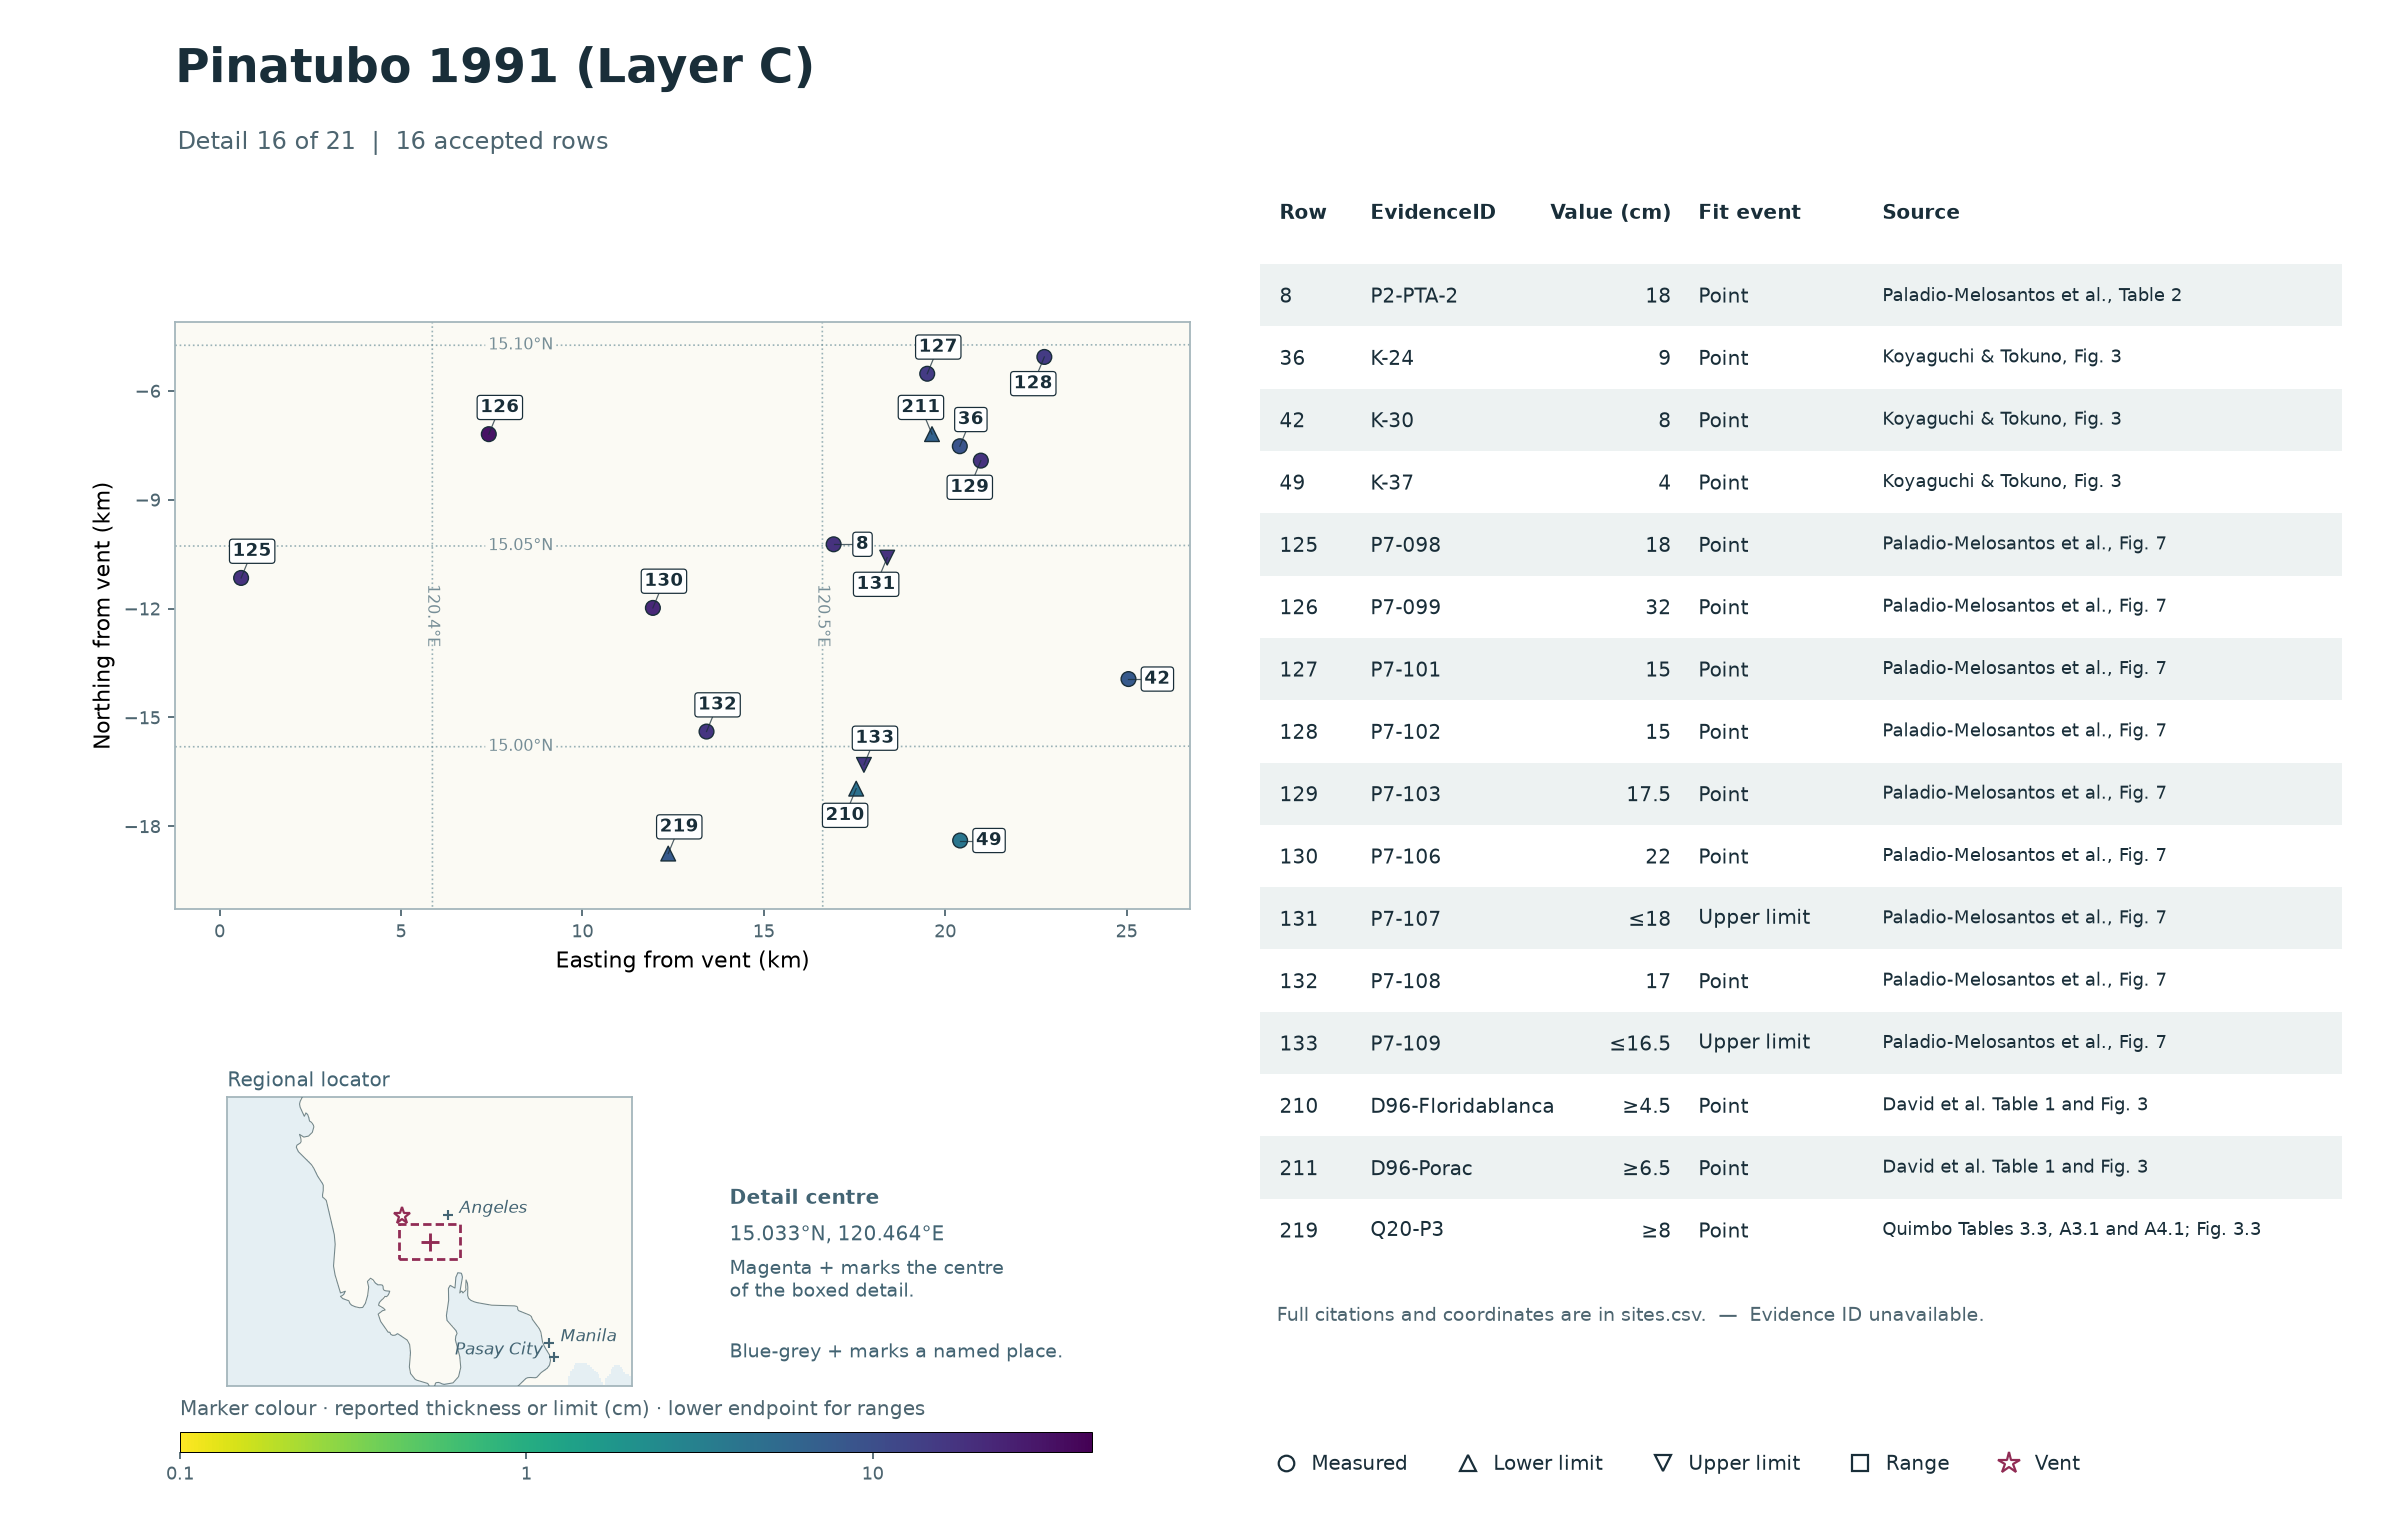 Pinatubo 1991 (Layer C)
Detail 16 of 21 | 16 accepted rows
Row EvidenceID Value (cm) Fit event Source
8 P2-PTA-2 18 Point Paladio-Melosantos et al., Table 2
36 K-24 9 Point Koyaguchi & Tokuno, Fig. 3
42 K-30 8 Point Koyaguchi & Tokuno, Fig. 3
49 K-37 4 Point Koyaguchi & Tokuno, Fig. 3
125 P7-098 18 Point Paladio-Melosantos et al., Fig. 7
126 P7-099 32 Point Paladio-Melosantos et al., Fig. 7
127 P7-101 15 Point Paladio-Melosantos et al., Fig. 7
128 P7-102 15 Point Paladio-Melosantos et al., Fig. 7
129 P7-103 17.5 Point Paladio-Melosantos et al., Fig. 7
130 P7-106 22 Point Paladio-Melosantos et al., Fig. 7
131 P7-107 ≤18 Upper limit Paladio-Melosantos et al., Fig. 7
132 P7-108 17 Point Paladio-Melosantos et al., Fig. 7
133 P7-109 ≤16.5 Upper limit Paladio-Melosantos et al., Fig. 7
210 D96-Floridablanca ≥4.5 Point David et al. Table 1 and Fig. 3
211 D96-Porac ≥6.5 Point David et al. Table 1 and Fig. 3
219 Q20-P3 ≥8 Point Quimbo Tables 3.3, A3.1 and A4.1; Fig. 3.3
Full citations and coordinates are in sites.csv. — Evidence ID unavailable.
Measured Lower limit Upper limit Range Vent
15.10°N
127
128
126
211
36
129
15.05°N
8
125
131
130
120.4°E
120.5°E
42
132
133
15.00°N
210
219
49
−6
−9
−12
−15
−18
Northing from vent (km)
0 5 10 15 20 25
Easting from vent (km)
Regional locator
Angeles
Manila
Pasay City
Detail centre
15.033°N, 120.464°E
Magenta + marks the centre
of the boxed detail.
Blue-grey + marks a named place.
Marker colour · reported thickness or limit (cm) · lower endpoint for ranges
0.1 1 10